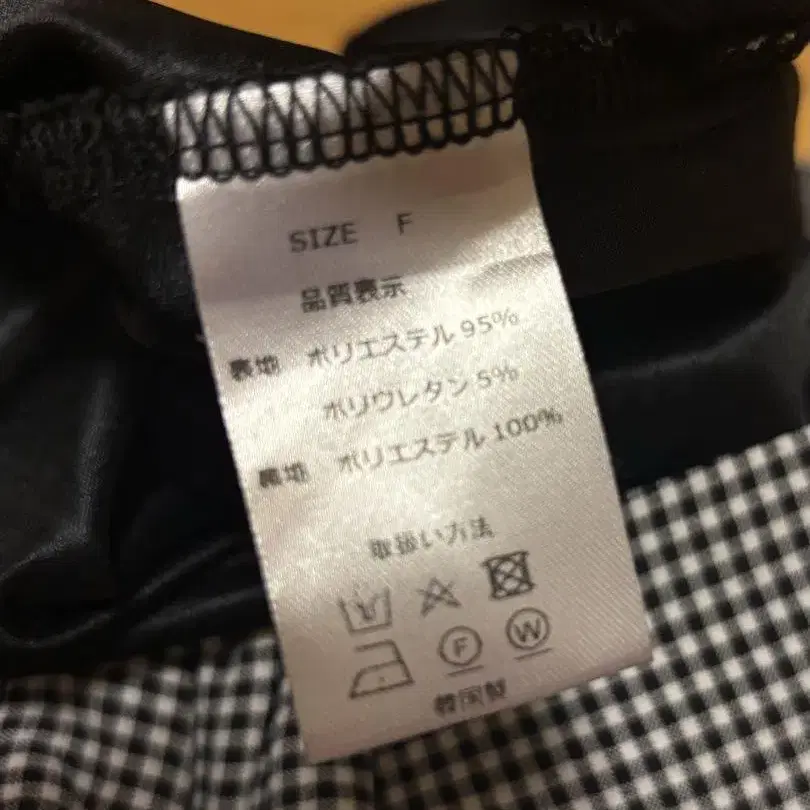 SIZE F
品質表示
表地 ポリエステル 95%
ポリウレタン 5%
裏地 ポリエステル 100%
取扱い方法
F W
韓国製